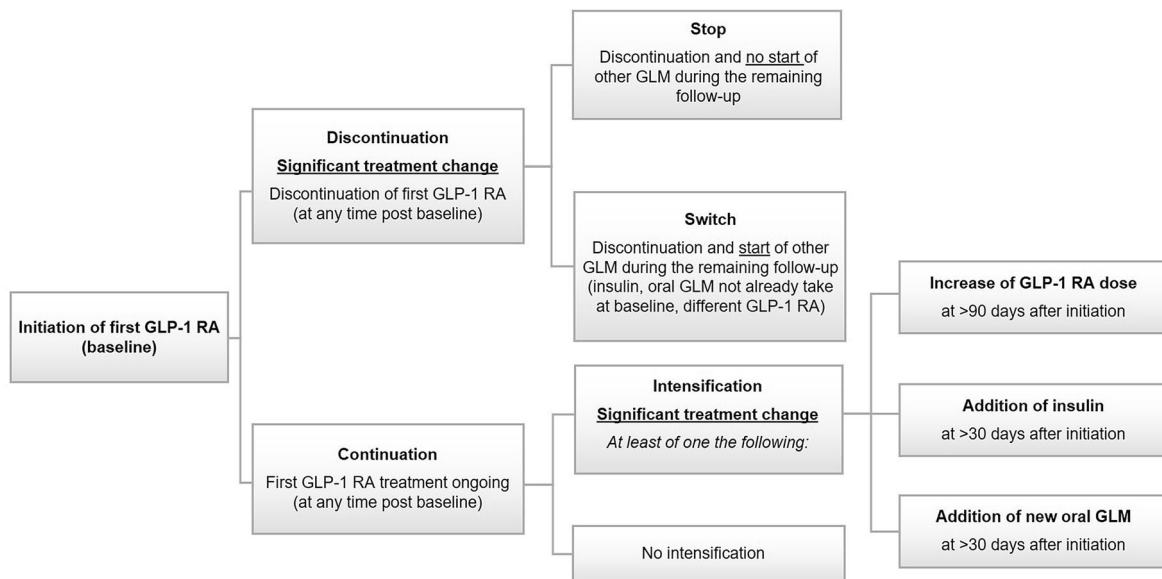 Initiation of first GLP-1 RA
(baseline)
Discontinuation
Significant treatment change
Discontinuation of first GLP-1 RA
(at any time post baseline)
Stop
Discontinuation and no start of
other GLM during the remaining
follow-up
Switch
Discontinuation and start of other
GLM during the remaining follow-up
(insulin, oral GLM not already take
at baseline, different GLP-1 RA)
Continuation
First GLP-1 RA treatment ongoing
(at any time post baseline)
Intensification
Significant treatment change
At least of one the following:
Increase of GLP-1 RA dose
at >90 days after initiation
Addition of insulin
at >30 days after initiation
Addition of new oral GLM
at >30 days after initiation
No intensification